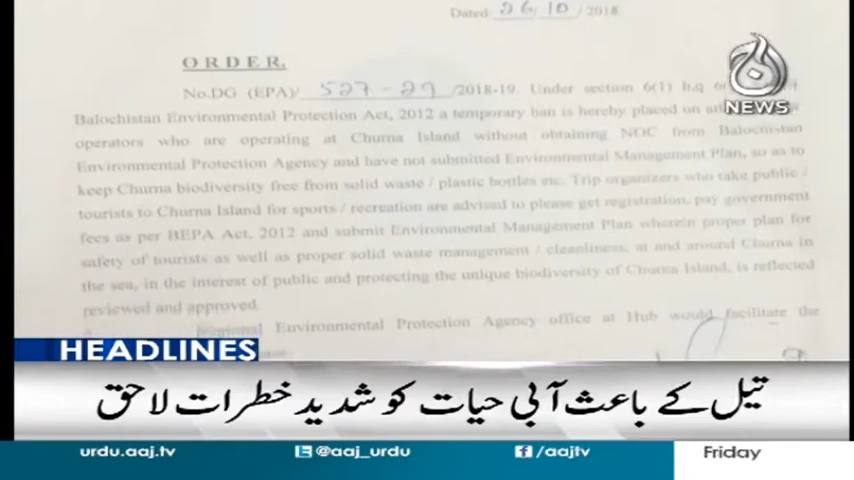 Dated: 26/10/2018
ORDER.
No.DG (EPA)/ 527-29 /2018-19. Under section 6(1) h.q
Balochistan Environmental Protection Act, 2012 a temporary ban is hereby placed on
operators who are operating at Churna Island without obtaining NOC from Balochistan
Environmental Protection Agency and have not submitted Environmental Management Plan, so as to
keep Churna biodiversity free from solid waste / plastic bottles etc. Trip organizers who take public /
tourists to Churna Island for sports / recreation are advised to please get registration, pay government
fees as per BEPA Act, 2012 and submit Environmental Management Plan wherein proper plan for
safety of tourists as well as proper solid waste management / cleanliness, at and around Churna in
the sea, in the interest of public and protecting the unique biodiversity of Churna Island, is reflected
reviewed and approved.
Environmental Protection Agency office at Hub would facilitate the
NEWS
HEADLINES
تیل کے باعث آبی حیات کو شدید خطرات لاحق
urdu.aaj.tv @aaj_urdu /aajtv Friday